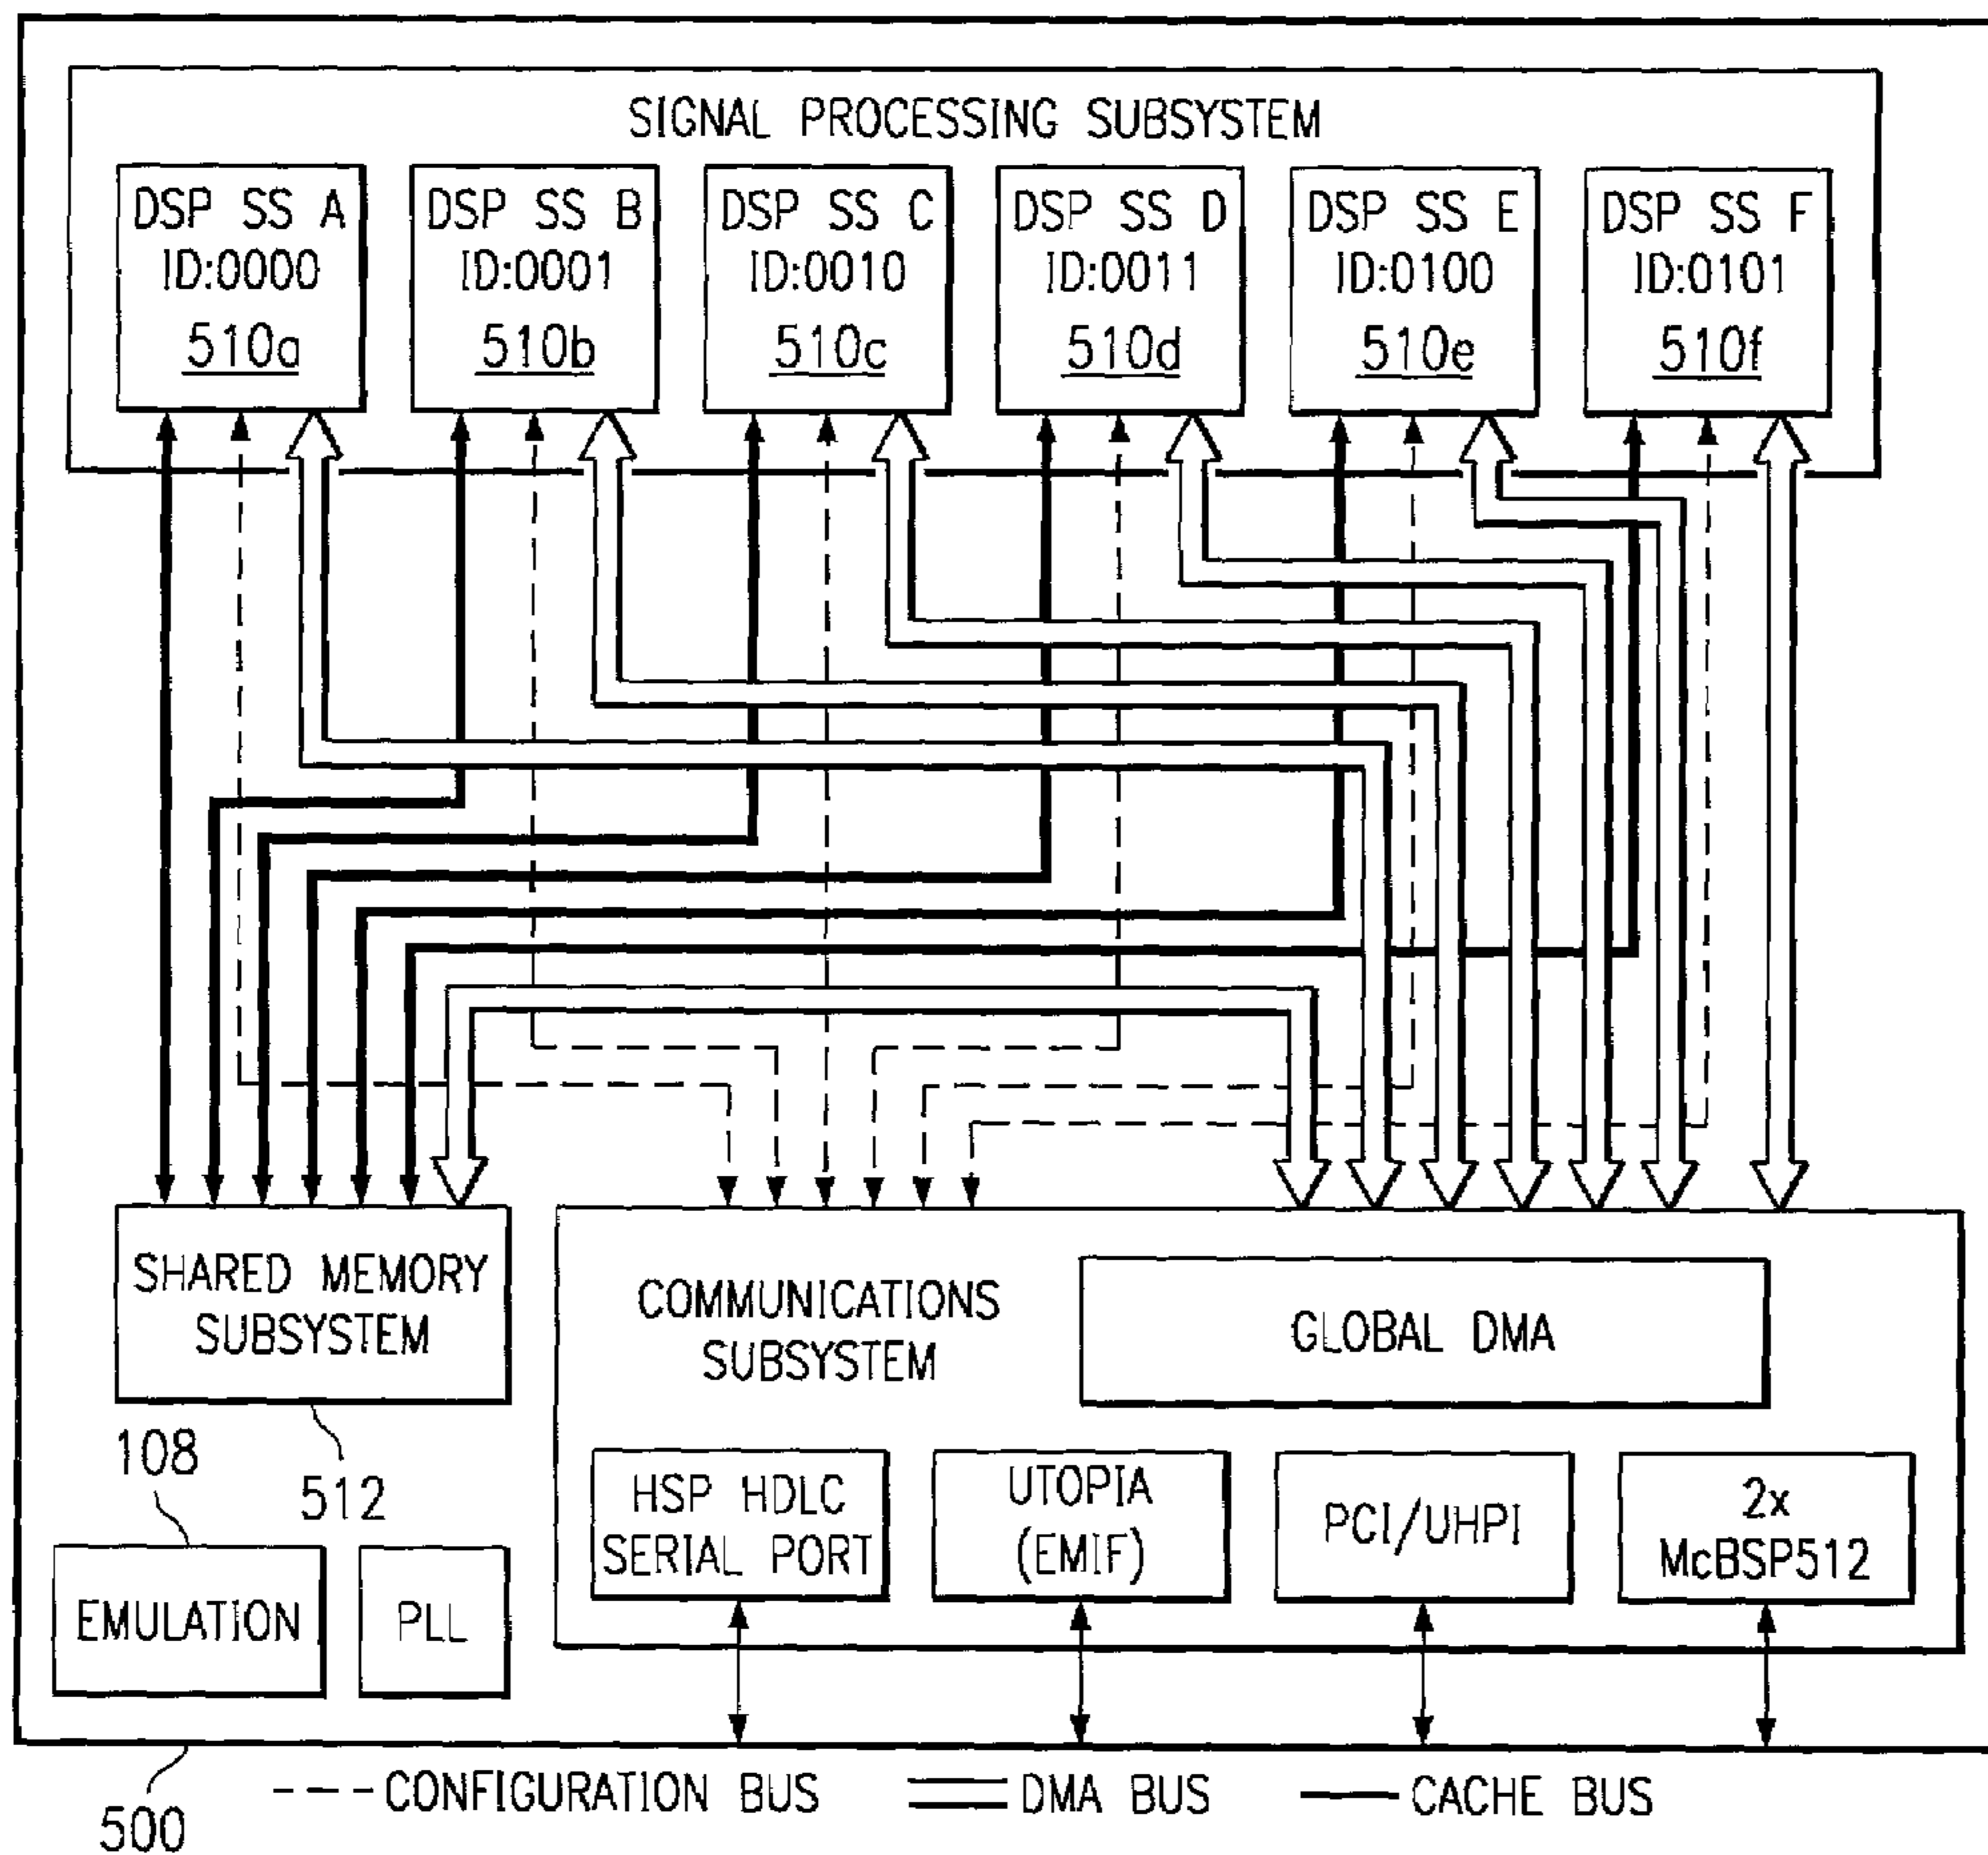 SIGNAL PROCESSING SUBSYSTEM
DSP SS A
ID:0000
510a
DSP SS B
ID:0001
510b
DSP SS C
ID:0010
510c
DSP SS D
ID:0011
510d
DSP SS E
ID:0100
510e
DSP SS F
ID:0101
510f
SHARED MEMORY
SUBSYSTEM
512
COMMUNICATIONS
SUBSYSTEM
GLOBAL DMA
HSP HDLC
SERIAL PORT
UTOPIA
(EMIF)
PCI/UHPI
2x
McBSP512
108
EMULATION
PLL
500
CONFIGURATION BUS
DMA BUS
CACHE BUS